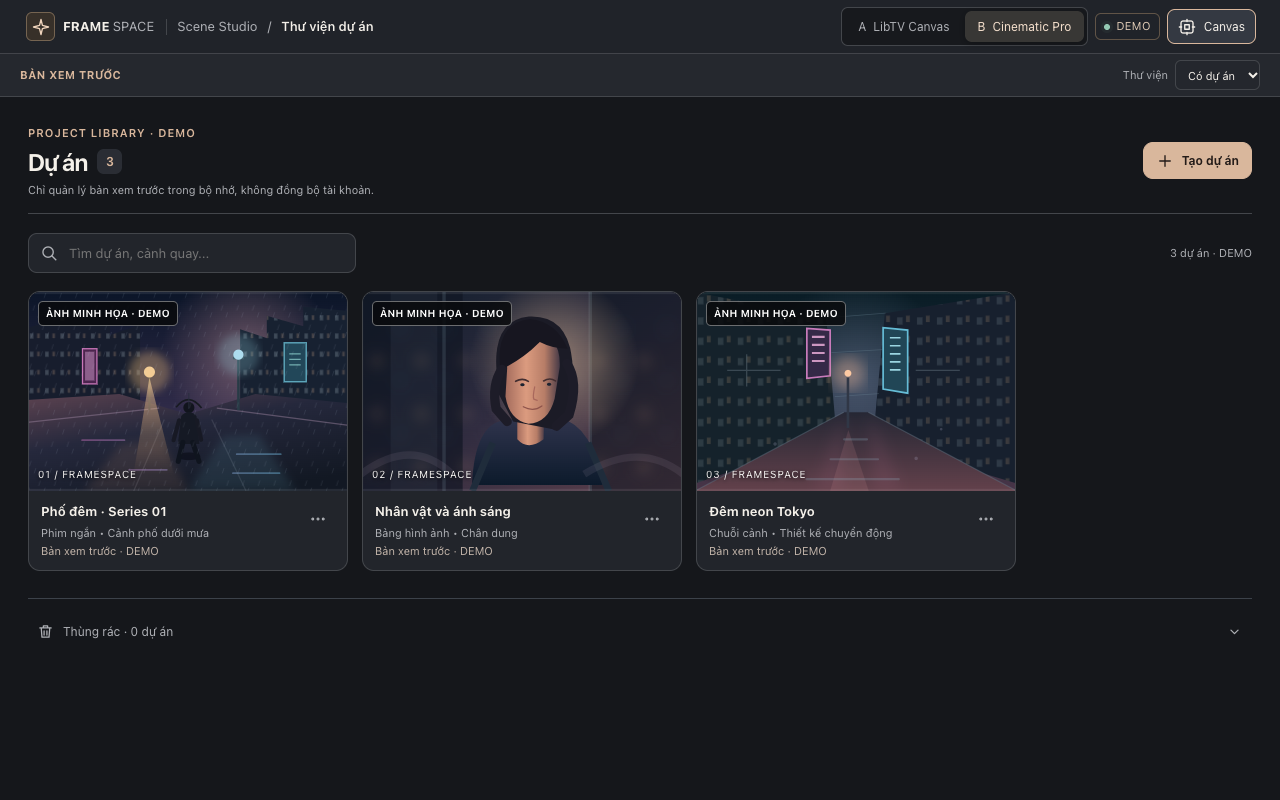 FRAME SPACE Scene Studio / Thư viện dự án A LibTV Canvas B Cinematic Pro DEMO Canvas
BẢN XEM TRƯỚC Thư viện Có dự án
PROJECT LIBRARY · DEMO
Dự án 3
Tạo dự án
Chỉ quản lý bản xem trước trong bộ nhớ, không đồng bộ tài khoản.
Tìm dự án, cảnh quay...
3 dự án · DEMO
ẢNH MINH HỌA · DEMO
01 / FRAMESPACE
Phố đêm · Series 01
Phim ngắn • Cảnh phố dưới mưa
Bản xem trước · DEMO
ẢNH MINH HỌA · DEMO
02 / FRAMESPACE
Nhân vật và ánh sáng
Bảng hình ảnh • Chân dung
Bản xem trước · DEMO
ẢNH MINH HỌA · DEMO
03 / FRAMESPACE
Đêm neon Tokyo
Chuỗi cảnh • Thiết kế chuyển động
Bản xem trước · DEMO
Thùng rác · 0 dự án